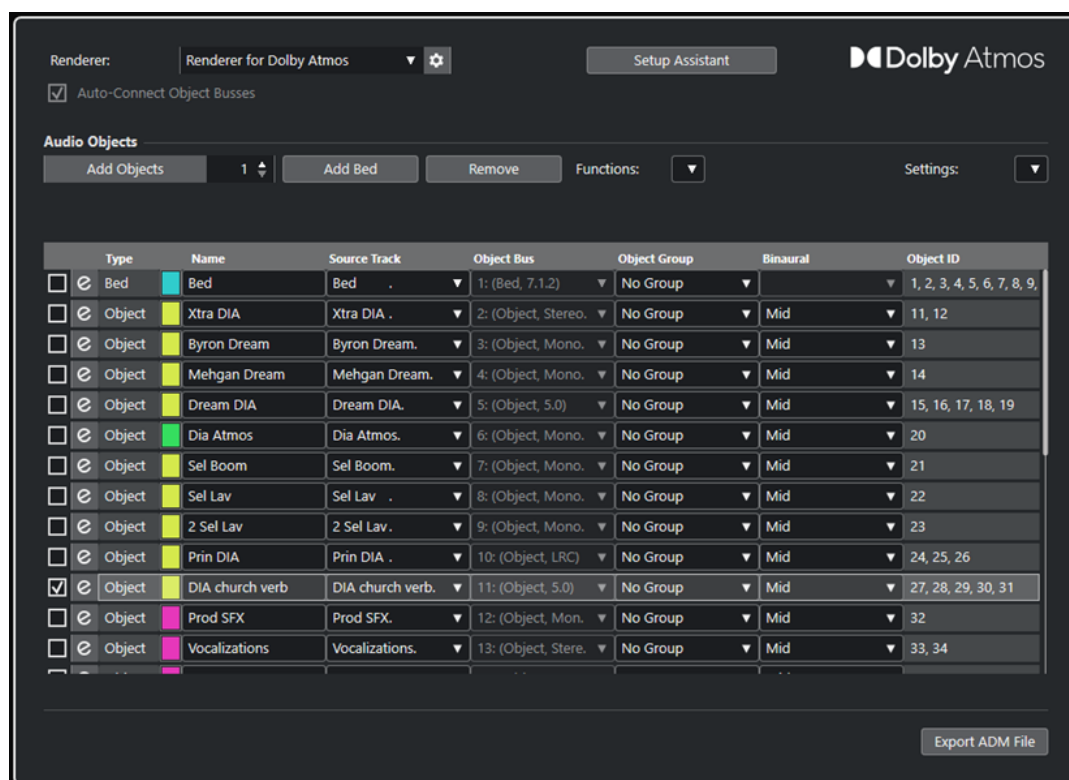 Renderer: Renderer for Dolby Atmos Setup Assistant Dolby Atmos
Auto-Connect Object Busses
Audio Objects
Add Objects 1 Add Bed Remove Functions: Settings:
Type Name Source Track Object Bus Object Group Binaural Object ID
e Bed Bed Bed . 1: (Bed, 7.1.2) No Group 1, 2, 3, 4, 5, 6, 7, 8, 9,
e Object Xtra DIA Xtra DIA . 2: (Object, Stereo. No Group Mid 11, 12
e Object Byron Dream Byron Dream. 3: (Object, Mono. No Group Mid 13
e Object Mehgan Dream Mehgan Dream. 4: (Object, Mono. No Group Mid 14
e Object Dream DIA Dream DIA. 5: (Object, 5.0) No Group Mid 15, 16, 17, 18, 19
e Object Dia Atmos Dia Atmos. 6: (Object, Mono. No Group Mid 20
e Object Sel Boom Sel Boom. 7: (Object, Mono. No Group Mid 21
e Object Sel Lav Sel Lav . 8: (Object, Mono. No Group Mid 22
e Object 2 Sel Lav 2 Sel Lav. 9: (Object, Mono. No Group Mid 23
e Object Prin DIA Prin DIA . 10: (Object, LRC) No Group Mid 24, 25, 26
e Object DIA church verb DIA church verb. 11: (Object, 5.0) No Group Mid 27, 28, 29, 30, 31
e Object Prod SFX Prod SFX. 12: (Object, Mon. No Group Mid 32
e Object Vocalizations Vocalizations. 13: (Object, Stere. No Group Mid 33, 34
Export ADM File